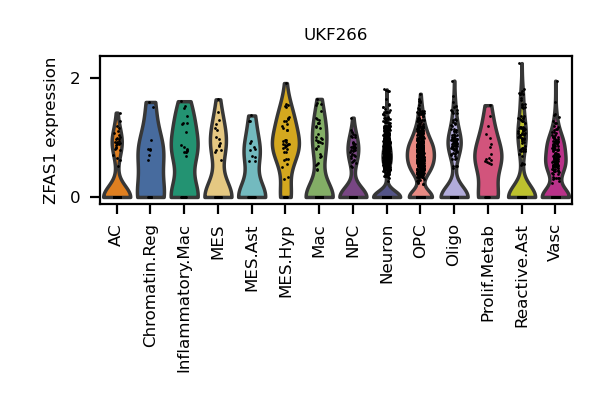 UKF266
ZFAS1 expression
2
0
AC
Chromatin.Reg
Inflammatory.Mac
MES
MES.Ast
MES.Hyp
Mac
NPC
Neuron
OPC
Oligo
Prolif.Metab
Reactive.Ast
Vasc